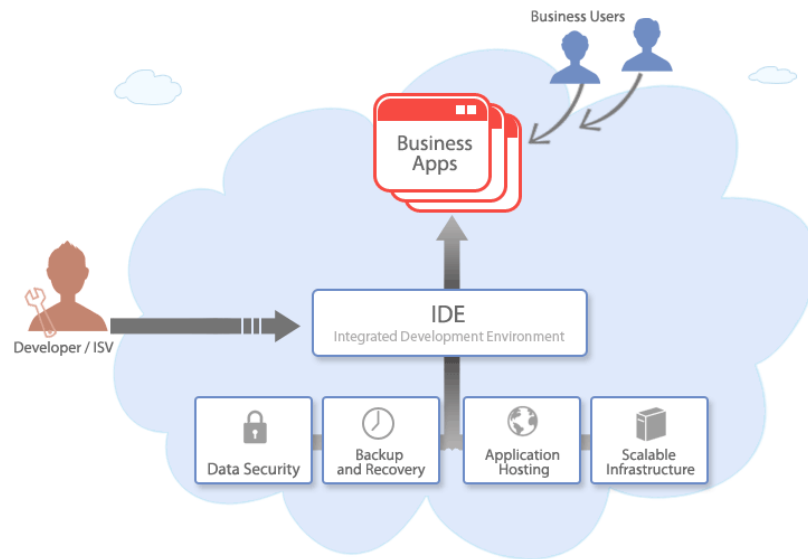 Business Users
Business
Apps
IDE
Integrated Development Environment
Developer / ISV
Data Security
Backup
and Recovery
Application
Hosting
Scalable
Infrastructure